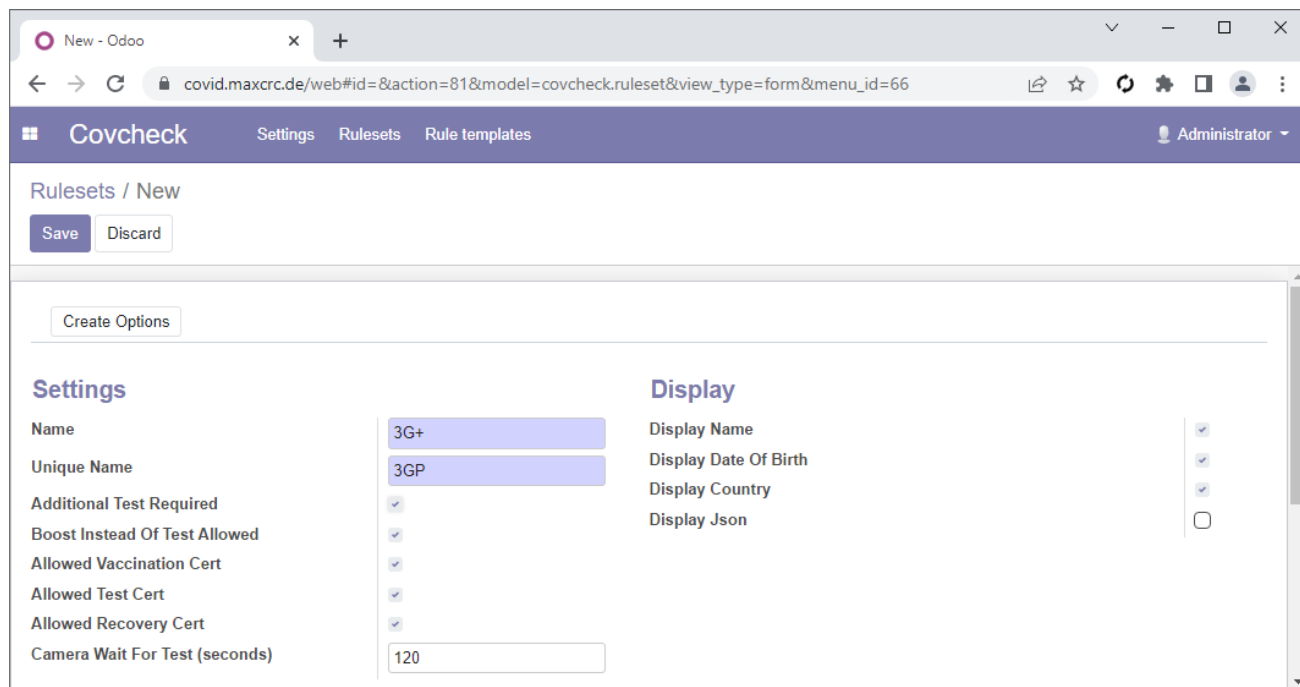 New - Odoo
covid.maxcrc.de/web#id=&action=81&model=covcheck.ruleset&view_type=form&menu_id=66
Covcheck Settings Rulesets Rule templates Administrator
Rulesets / New
Save Discard
Create Options
Settings
Name 3G+
Unique Name 3GP
Additional Test Required
Boost Instead Of Test Allowed
Allowed Vaccination Cert
Allowed Test Cert
Allowed Recovery Cert
Camera Wait For Test (seconds) 120
Display
Display Name
Display Date Of Birth
Display Country
Display Json